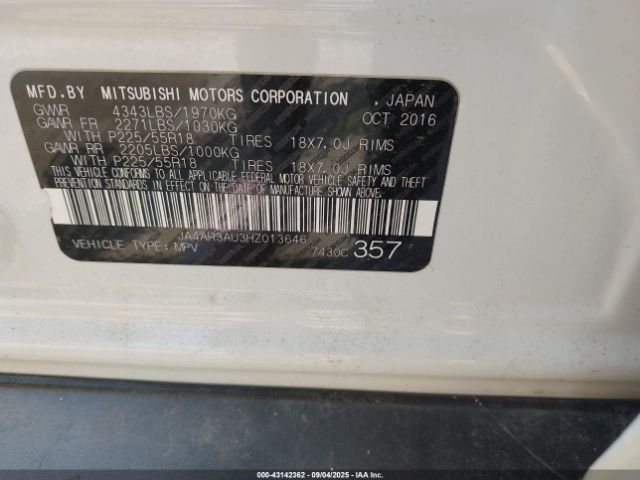 MFD.BY MITSUBISHI MOTORS CORPORATION , JAPAN
GVWR 4343LBS/1970KG OCT 2016
GAWR FR 2271LBS/1030KG
WITH P225/55R18 TIRES 18X7.0J RIMS
GAWR RR 2205LBS/1000KG
WITH P225/55R18 TIRES 18X7.0J RIMS
THIS VEHICLE CONFORMS TO ALL APPLICABLE FEDERAL MOTOR VEHICLE SAFETY AND THEFT
PREVENTION STANDARDS IN EFFECT ON THE DATE OF MANUFACTURE SHOWN ABOVE.
JA4AR3AU3HZ013646
VEHICLE TYPE: MPV 7430C 357
00-43142362 - 09/04/2025 - IAAI.COM